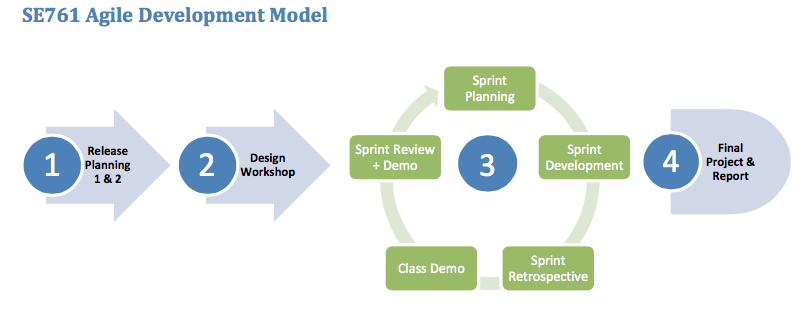 SE761 Agile Development Model
1
Release
Planning
1 & 2
2
Design
Workshop
3
Sprint
Planning
Sprint
Development
Sprint
Retrospective
Class Demo
Sprint Review
+ Demo
4
Final
Project &
Report